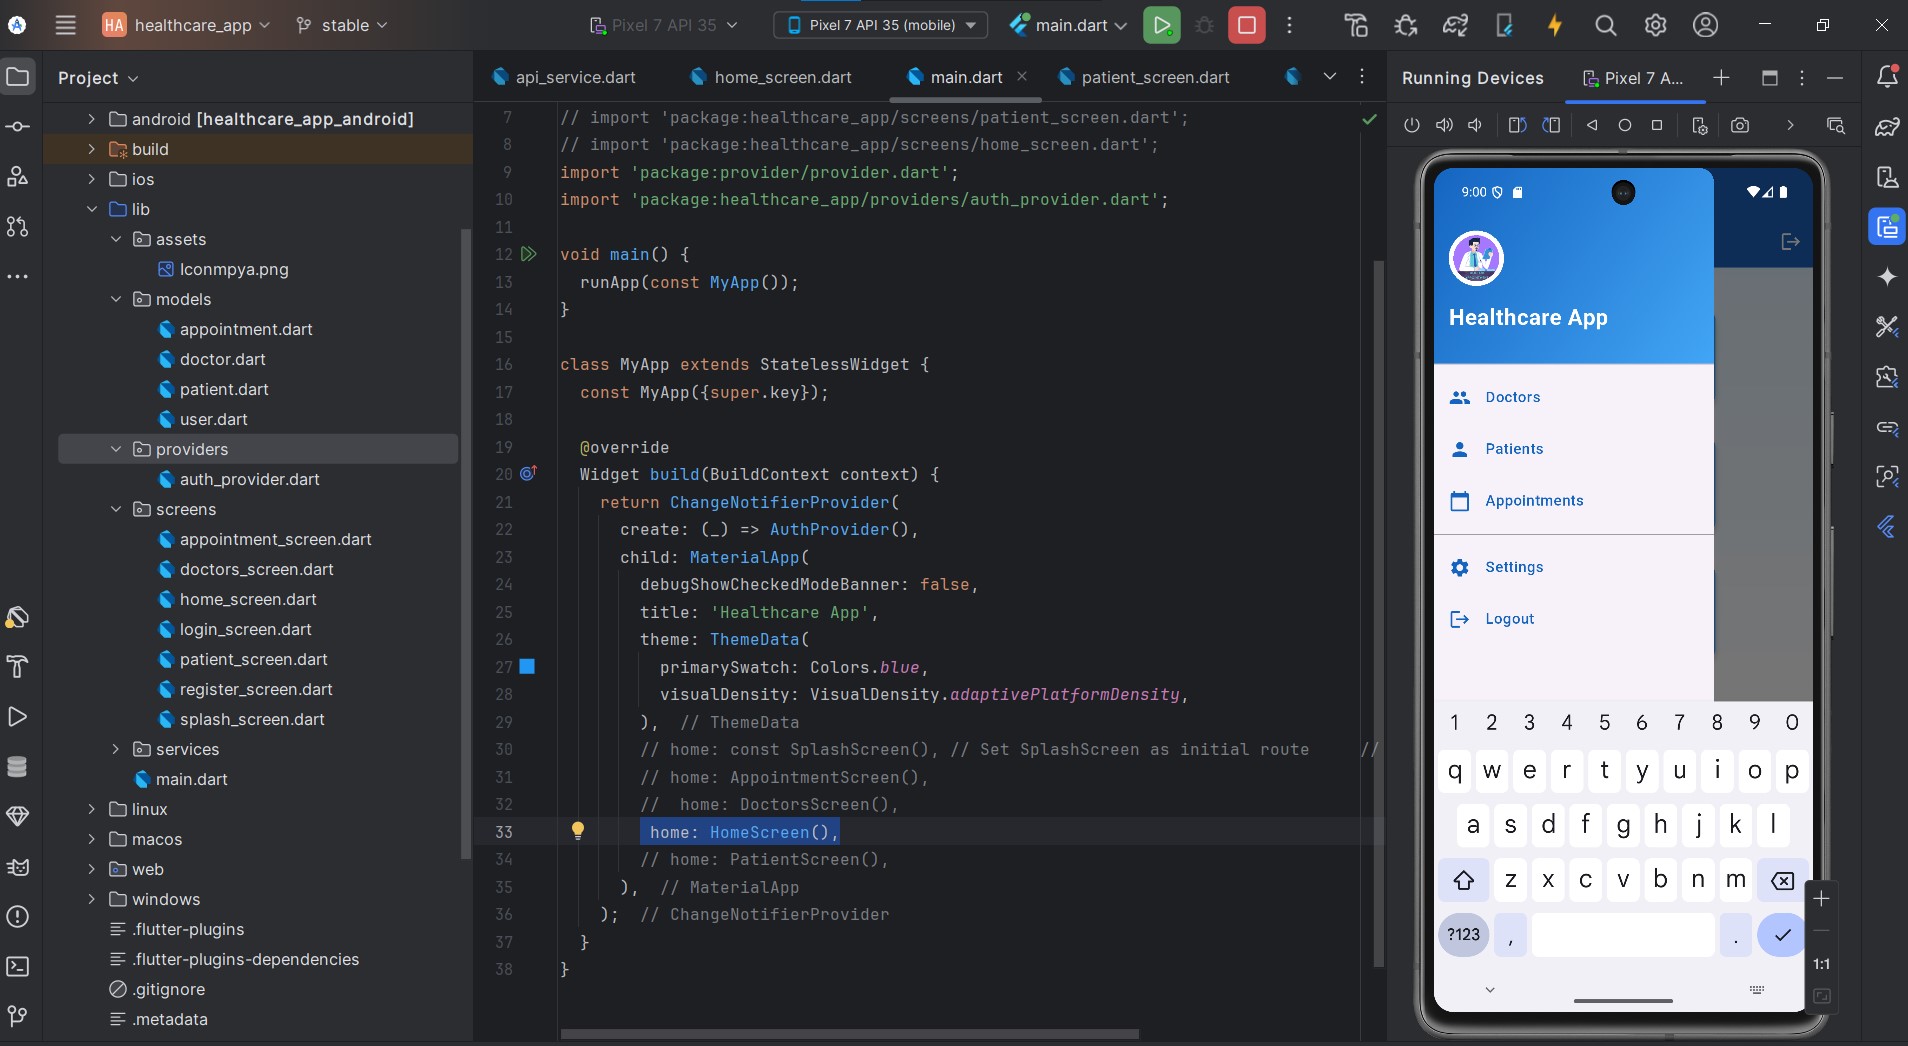 HA healthcare_app stable Pixel 7 API 35 Pixel 7 API 35 (mobile) main.dart
Project
android [healthcare_app_android]
build
ios
lib
assets
Iconmpya.png
models
appointment.dart
doctor.dart
patient.dart
user.dart
providers
auth_provider.dart
screens
appointment_screen.dart
doctors_screen.dart
home_screen.dart
login_screen.dart
patient_screen.dart
register_screen.dart
splash_screen.dart
services
main.dart
linux
macos
web
windows
.flutter-plugins
.flutter-plugins-dependencies
.gitignore
.metadata
api_service.dart home_screen.dart main.dart patient_screen.dart
7 // import 'package:healthcare_app/screens/patient_screen.dart';
8 // import 'package:healthcare_app/screens/home_screen.dart';
9 import 'package:provider/provider.dart';
10 import 'package:healthcare_app/providers/auth_provider.dart';
11
12 void main() {
13 runApp(const MyApp());
14 }
15
16 class MyApp extends StatelessWidget {
17 const MyApp({super.key});
18
19 @override
20 Widget build(BuildContext context) {
21 return ChangeNotifierProvider(
22 create: (_) => AuthProvider(),
23 child: MaterialApp(
24 debugShowCheckedModeBanner: false,
25 title: 'Healthcare App',
26 theme: ThemeData(
27 primarySwatch: Colors.blue,
28 visualDensity: VisualDensity.adaptivePlatformDensity,
29 ), // ThemeData
30 // home: const SplashScreen(), // Set SplashScreen as initial route //
31 // home: AppointmentScreen(),
32 // home: DoctorsScreen(),
33 home: HomeScreen(),
34 // home: PatientScreen(),
35 ), // MaterialApp
36 ); // ChangeNotifierProvider
37 }
38 }
Running Devices Pixel 7 A...
9:00
Healthcare App
Doctors
Patients
Appointments
Settings
Logout
1 2 3 4 5 6 7 8 9 0
q w e r t y u i o p
a s d f g h j k l
z x c v b n m
?123 , .
1:1